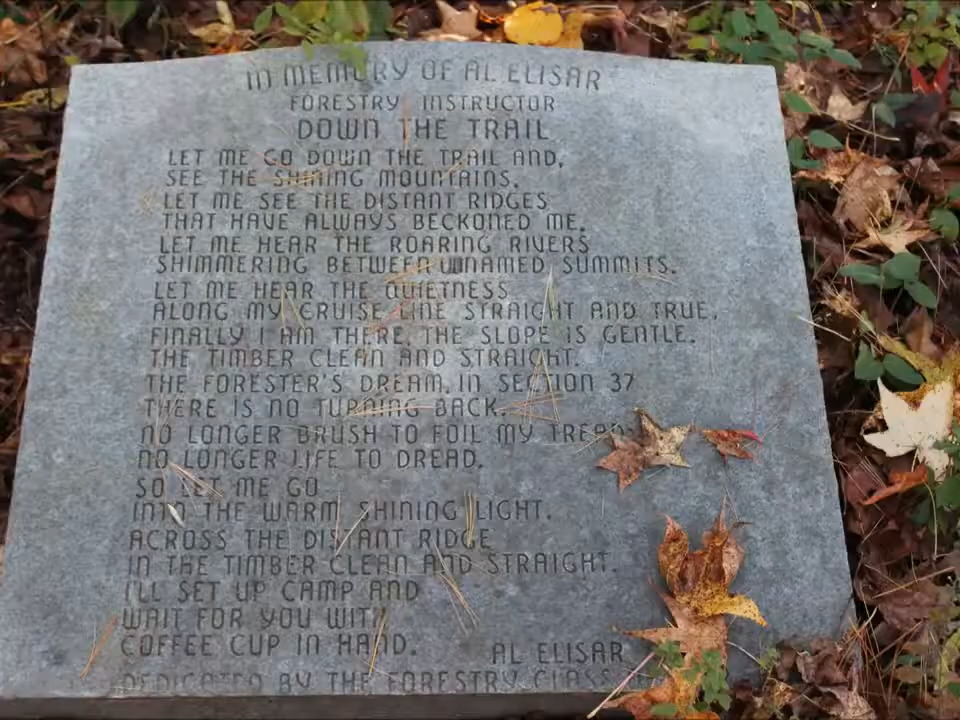 IN MEMORY OF AL ELISAR
FORESTRY INSTRUCTOR
DOWN THE TRAIL
LET ME GO DOWN THE TRAIL AND,
SEE THE SHINING MOUNTAINS.
LET ME SEE THE DISTANT RIDGES
THAT HAVE ALWAYS BECKONED ME.
LET ME HEAR THE ROARING RIVERS
SHIMMERING BETWEEN UNNAMED SUMMITS.
LET ME HEAR THE QUIETNESS
ALONG MY CRUISE LINE STRAIGHT AND TRUE.
FINALLY I AM THERE, THE SLOPE IS GENTLE.
THE TIMBER CLEAN AND STRAIGHT.
THE FORESTER'S DREAM, IN SECTION 37
THERE IS NO TURNING BACK.
NO LONGER BRUSH TO FOIL MY TREAD
NO LONGER LIFE TO DREAD.
SO LET ME GO
INTO THE WARM SHINING LIGHT.
ACROSS THE DISTANT RIDGE
IN THE TIMBER CLEAN AND STRAIGHT.
I'LL SET UP CAMP AND
WAIT FOR YOU WITH
COFFEE CUP IN HAND.
AL ELISAR
DEDICATED BY THE FORESTRY CLASS